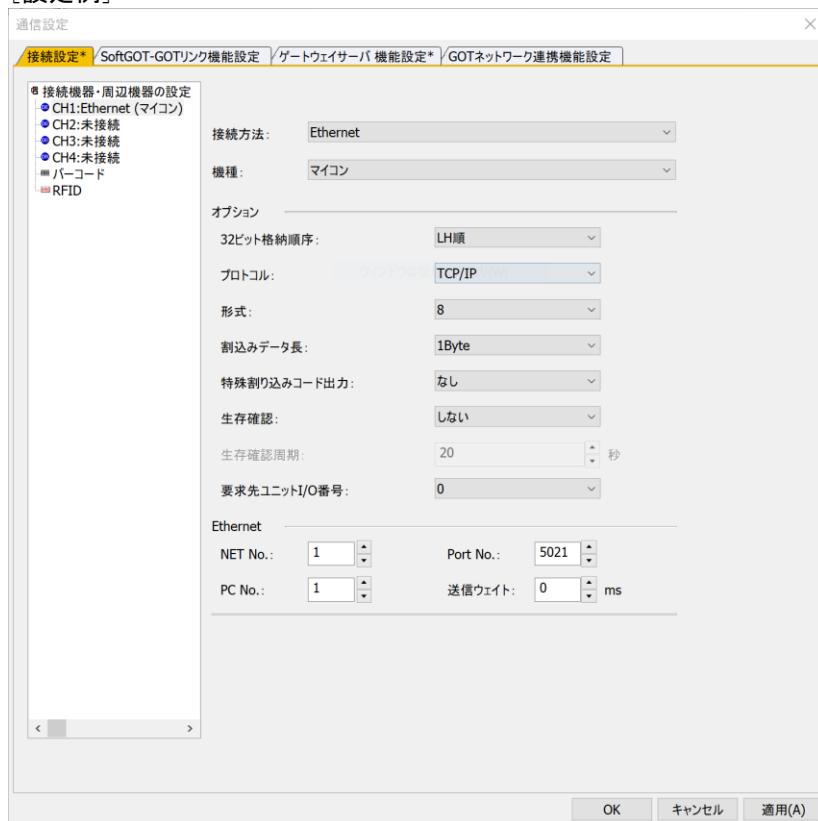 [設定例]
通信設定
接続設定* SoftGOT-GOTリンク機能設定 ゲートウェイサーバ 機能設定* GOTネットワーク連携機能設定
接続機器・周辺機器の設定
CH1:Ethernet (マイコン)
CH2:未接続
CH3:未接続
CH4:未接続
バーコード
RFID
接続方法: Ethernet
機種: マイコン
オプション
32ビット格納順序: LH順
プロトコル: TCP/IP
形式: 8
割込みデータ長: 1Byte
特殊割り込みコード出力: なし
生存確認: しない
生存確認周期: 20 秒
要求先ユニットI/O番号: 0
Ethernet
NET No.: 1 Port No.: 5021
PC No.: 1 送信ウェイト: 0 ms
OK キャンセル 適用(A)